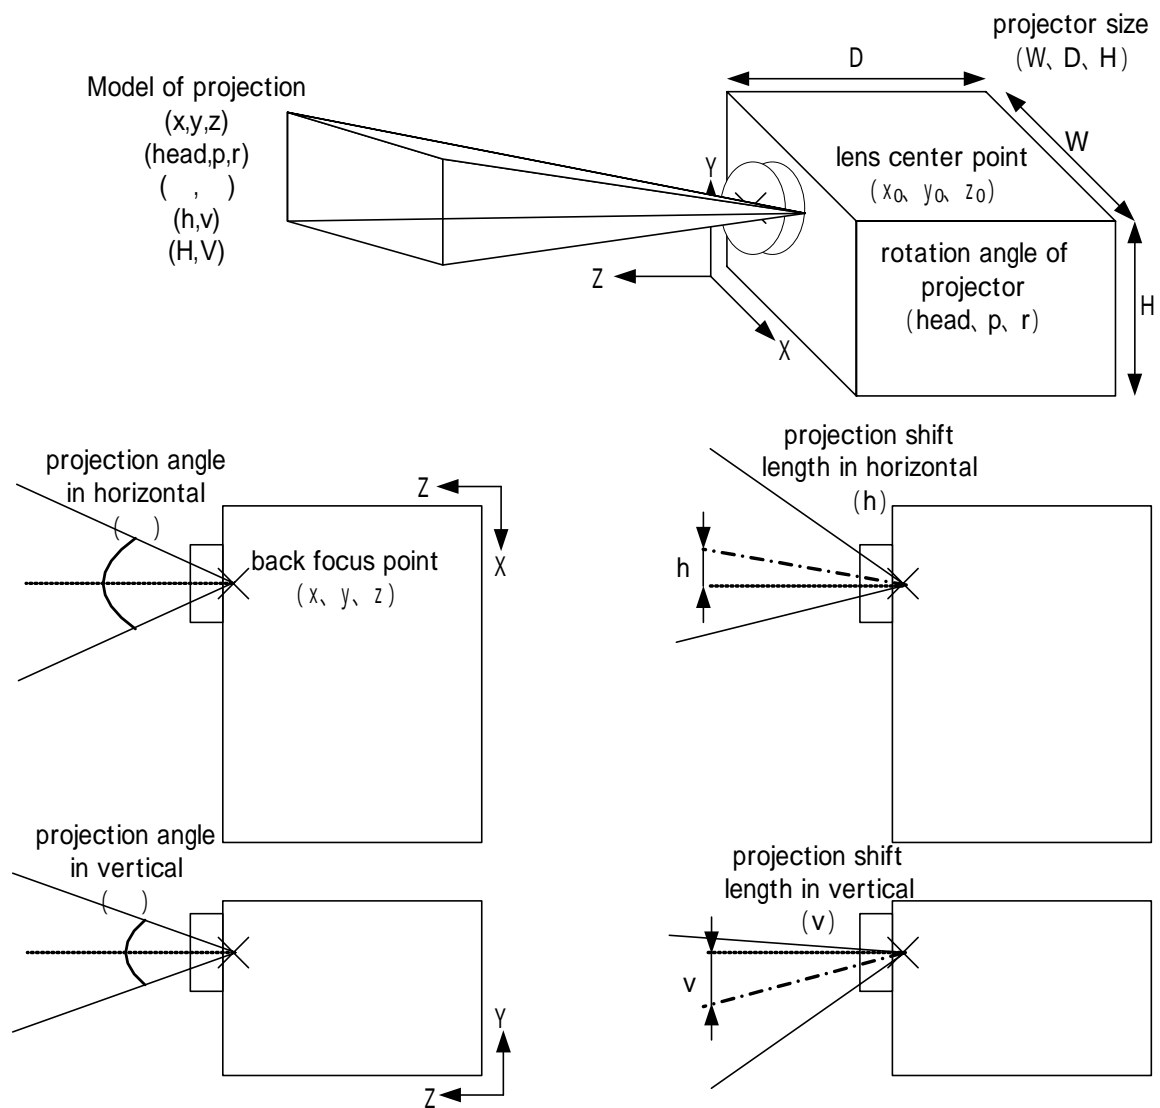 projector size
(W、D、H)
D
Model of projection
(x,y,z)
(head,p,r)
( , )
(h,v)
(H,V)
W
lens center point
(x₀、y₀、z₀)
Y
rotation angle of
projector
(head、p、r)
Z
X
H
projection angle
in horizontal
( )
Z
X
back focus point
(x、y、z)
projection shift
length in horizontal
(h)
h
projection angle
in vertical
( )
Y
Z
projection shift
length in vertical
(v)
v